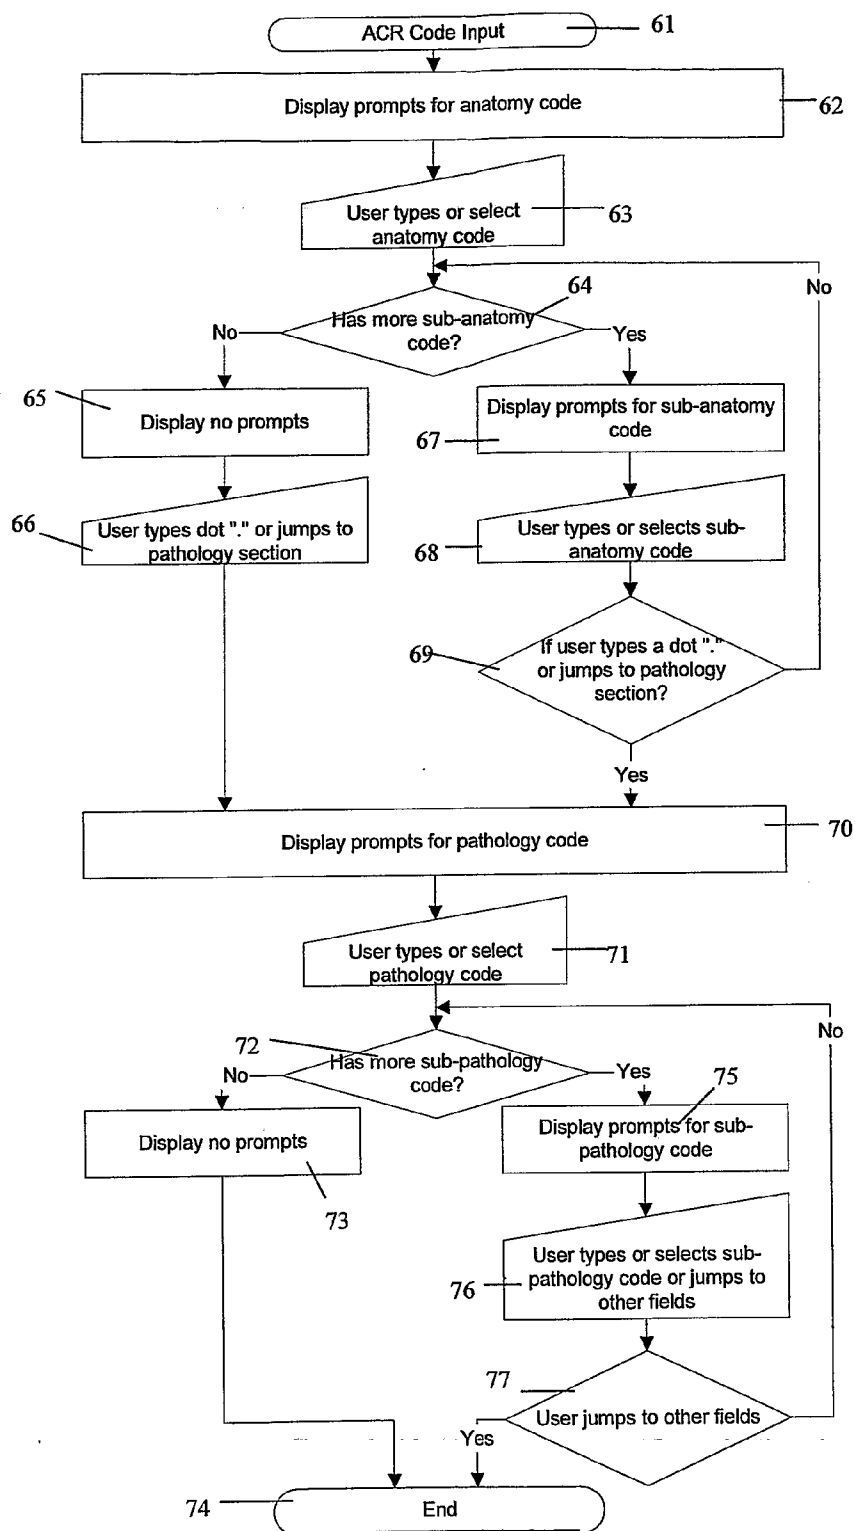 ACR Code Input
61
Display prompts for anatomy code
62
User types or select
anatomy code
63
No
64
Has more sub-anatomy
code?
No
Yes
65
Display no prompts
Display prompts for sub-anatomy
code
67
66
User types dot "." or jumps to
pathology section
User types or selects sub-
anatomy code
68
69
If user types a dot "."
or jumps to pathology
section?
Yes
Display prompts for pathology code
70
User types or select
pathology code
71
No
72
Has more sub-pathology
code?
No
Yes
75
Display no prompts
73
Display prompts for sub-
pathology code
User types or selects sub-
pathology code or jumps to
other fields
76
77
User jumps to other fields
Yes
74
End